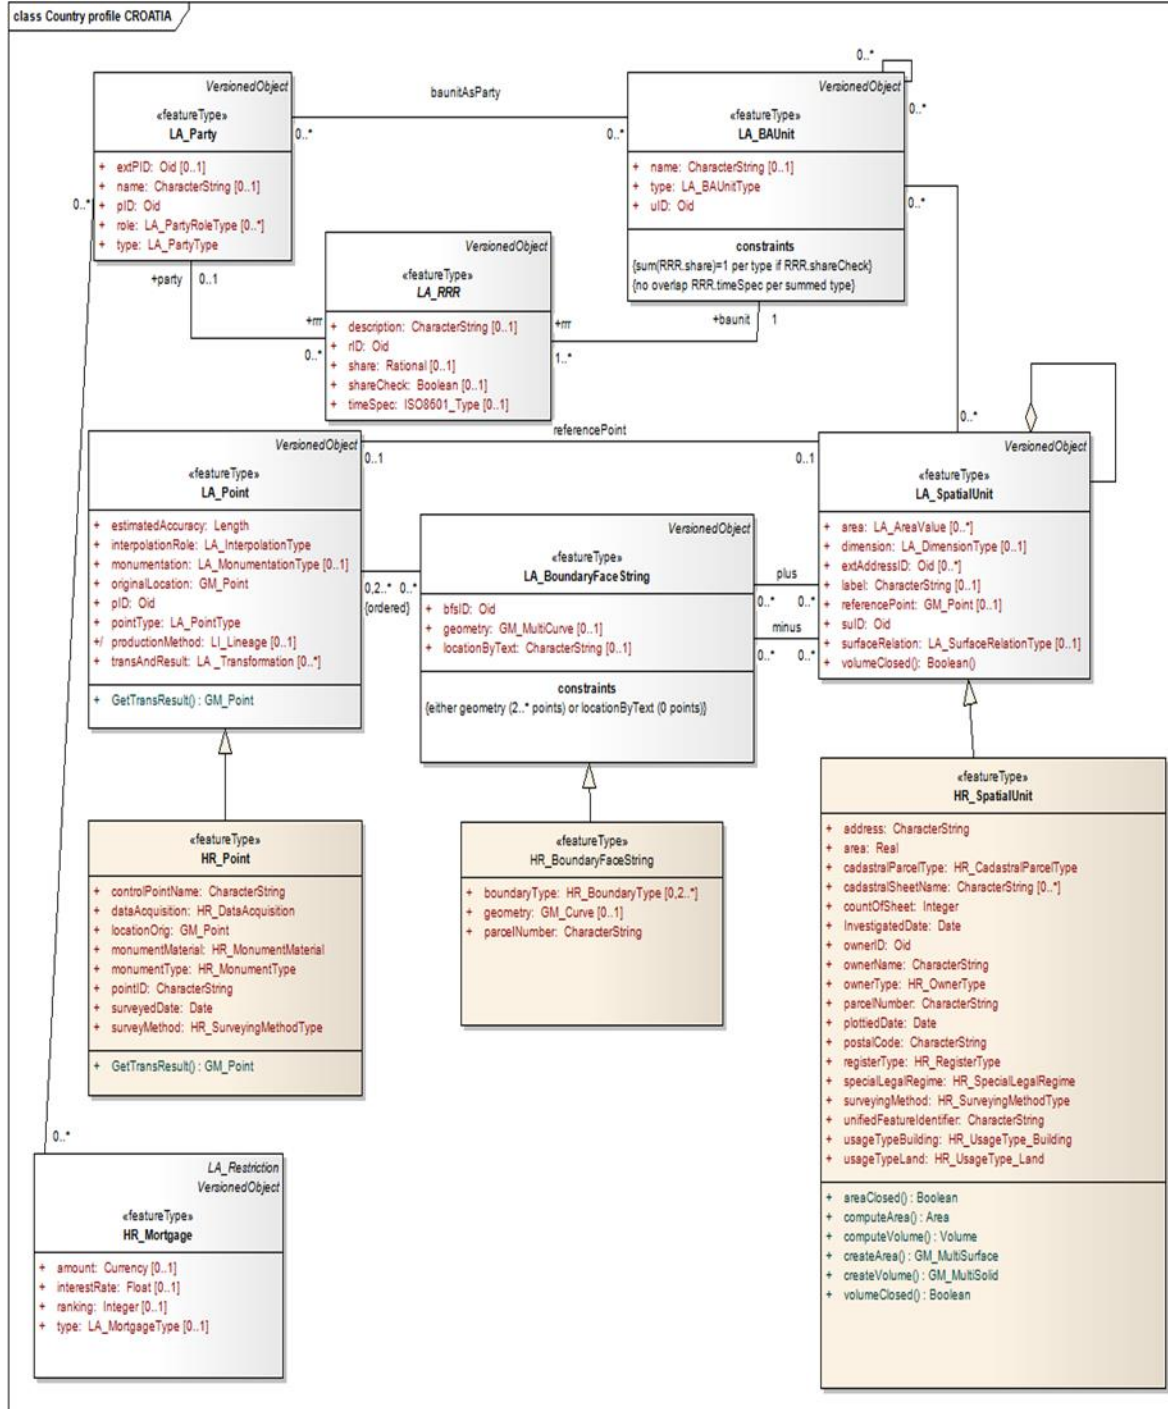 class Country profile CROATIA
VersionedObject
«featureType»
LA_Party
+ extPID: Oid [0..1]
+ name: CharacterString [0..1]
+ pID: Oid
+ role: LA_PartyRoleType [0..*]
+ type: LA_PartyType
baunitAsParty
0..*
0..*
VersionedObject
«featureType»
LA_BAUnit
+ name: CharacterString [0..1]
+ type: LA_BAUnitType
+ uID: Oid
constraints
{sum(RRR.share)=1 per type if RRR.shareCheck}
{no overlap RRR.timeSpec per summed type}
0..*
0..*
0..*
0..*
0..*
+party 0..1
+rrr
0..*
VersionedObject
«featureType»
LA_RRR
+ description: CharacterString [0..1]
+ rID: Oid
+ share: Rational [0..1]
+ shareCheck: Boolean [0..1]
+ timeSpec: ISO8601_Type [0..1]
+rrr
1..*
+baunit 1
VersionedObject
«featureType»
LA_Point
+ estimatedAccuracy: Length
+ interpolationRole: LA_InterpolationType
+ monumentation: LA_MonumentationType [0..1]
+ originalLocation: GM_Point
+ pID: Oid
+ pointType: LA_PointType
+/ productionMethod: LI_Lineage [0..1]
+ transAndResult: LA _Transformation [0..*]
+ GetTransResult() : GM_Point
referencePoint
0..1
0..1
0,2..* 0..*
{ordered}
VersionedObject
«featureType»
LA_BoundaryFaceString
+ bfsID: Oid
+ geometry: GM_MultiCurve [0..1]
+ locationByText: CharacterString [0..1]
constraints
{either geometry (2..* points) or locationByText (0 points)}
plus
0..* 0..*
minus
0..* 0..*
VersionedObject
«featureType»
LA_SpatialUnit
+ area: LA_AreaValue [0..*]
+ dimension: LA_DimensionType [0..1]
+ extAddressID: Oid [0..*]
+ label: CharacterString [0..1]
+ referencePoint: GM_Point [0..1]
+ suID: Oid
+ surfaceRelation: LA_SurfaceRelationType [0..1]
+ volumeClosed(): Boolean()
«featureType»
HR_Point
+ controlPointName: CharacterString
+ dataAcquisition: HR_DataAcquisition
+ locationOrig: GM_Point
+ monumentMaterial: HR_MonumentMaterial
+ monumentType: HR_MonumentType
+ pointID: CharacterString
+ surveyedDate: Date
+ surveyMethod: HR_SurveyingMethodType
+ GetTransResult() : GM_Point
«featureType»
HR_BoundaryFaceString
+ boundaryType: HR_BoundaryType [0,2..*]
+ geometry: GM_Curve [0..1]
+ parcelNumber: CharacterString
«featureType»
HR_SpatialUnit
+ address: CharacterString
+ area: Real
+ cadastralParcelType: HR_CadastralParcelType
+ cadastralSheetName: CharacterString [0..*]
+ countOfSheet: Integer
+ InvestigatedDate: Date
+ ownerID: Oid
+ ownerName: CharacterString
+ ownerType: HR_OwnerType
+ parcelNumber: CharacterString
+ plottiedDate: Date
+ postalCode: CharacterString
+ registerType: HR_RegisterType
+ specialLegalRegime: HR_SpecialLegalRegime
+ surveyingMethod: HR_SurveyingMethodType
+ unifiedFeatureIdentifier: CharacterString
+ usageTypeBuilding: HR_UsageType_Building
+ usageTypeLand: HR_UsageType_Land
+ areaClosed() : Boolean
+ computeArea() : Area
+ computeVolume() : Volume
+ createArea() : GM_MultiSurface
+ createVolume() : GM_MultiSolid
+ volumeClosed() : Boolean
0..*
LA_Restriction
VersionedObject
«featureType»
HR_Mortgage
+ amount: Currency [0..1]
+ interestRate: Float [0..1]
+ ranking: Integer [0..1]
+ type: LA_MortgageType [0..1]